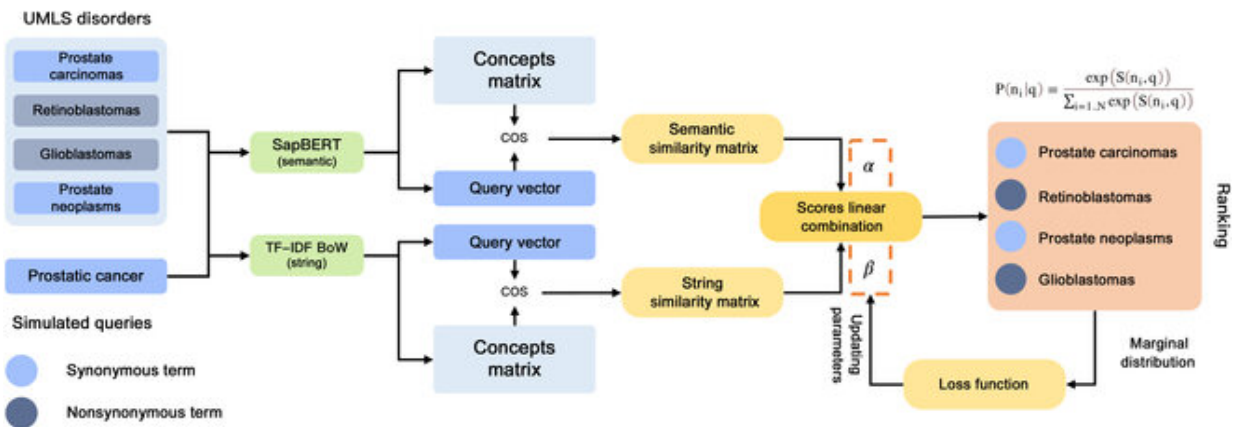 UMLS disorders
Prostate
carcinomas
Retinoblastomas
Glioblastomas
Prostate
neoplasms
Prostatic cancer
Simulated queries
Synonymous term
Nonsynonymous term
SapBERT
(semantic)
TF–IDF BoW
(string)
Concepts
matrix
COS
Query vector
Query vector
COS
Concepts
matrix
Semantic
similarity matrix
String
similarity matrix
α
Scores linear
combination
β
Updating
parameters
P(n_i|q) = exp(S(n_i,q)) / ∑_{i=1..N} exp(S(n_i,q))
Prostate carcinomas
Retinoblastomas
Prostate neoplasms
Glioblastomas
Ranking
Marginal
distribution
Loss function